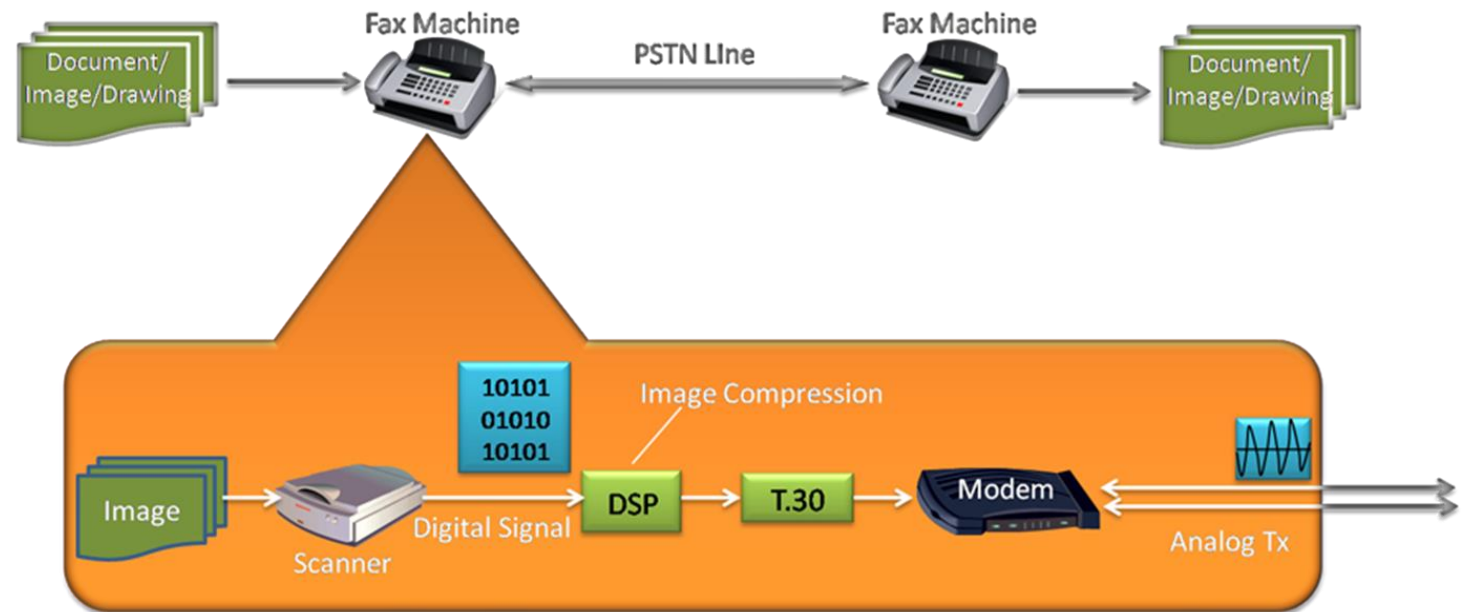 Fax Machine
Fax Machine
PSTN LIne
Document/
Image/Drawing
Document/
Image/Drawing
10101
01010
10101
Image Compression
Image
Scanner
Digital Signal
DSP
T.30
Modem
Analog Tx